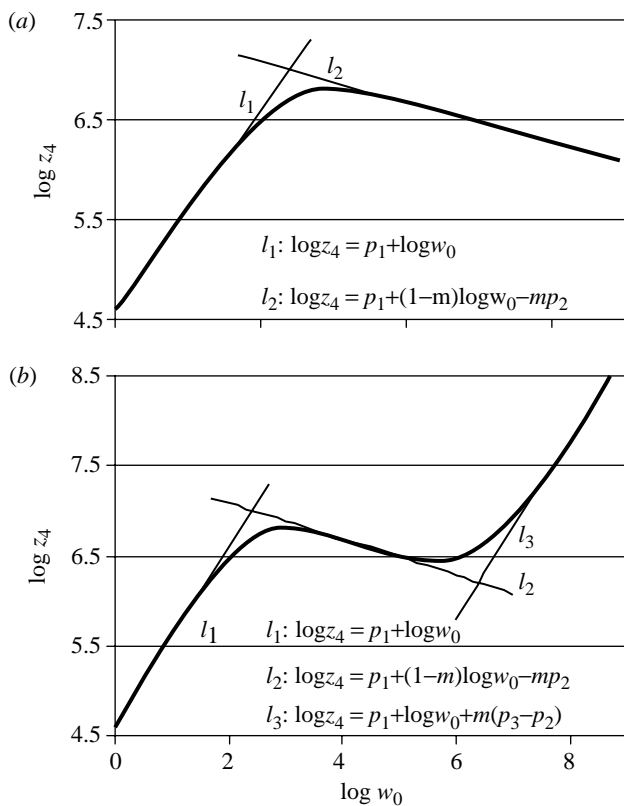 (a)
7.5
6.5
5.5
4.5
log z₄
l₁
l₂
l₁: logz₄ = p₁+logw₀
l₂: logz₄ = p₁+(1–m)logw₀–mp₂
(b)
8.5
7.5
6.5
5.5
4.5
log z₄
l₁
l₃
l₂
l₁: logz₄ = p₁+logw₀
l₂: logz₄ = p₁+(1–m)logw₀–mp₂
l₃: logz₄ = p₁+logw₀+m(p₃–p₂)
0 2 4 6 8
log w₀